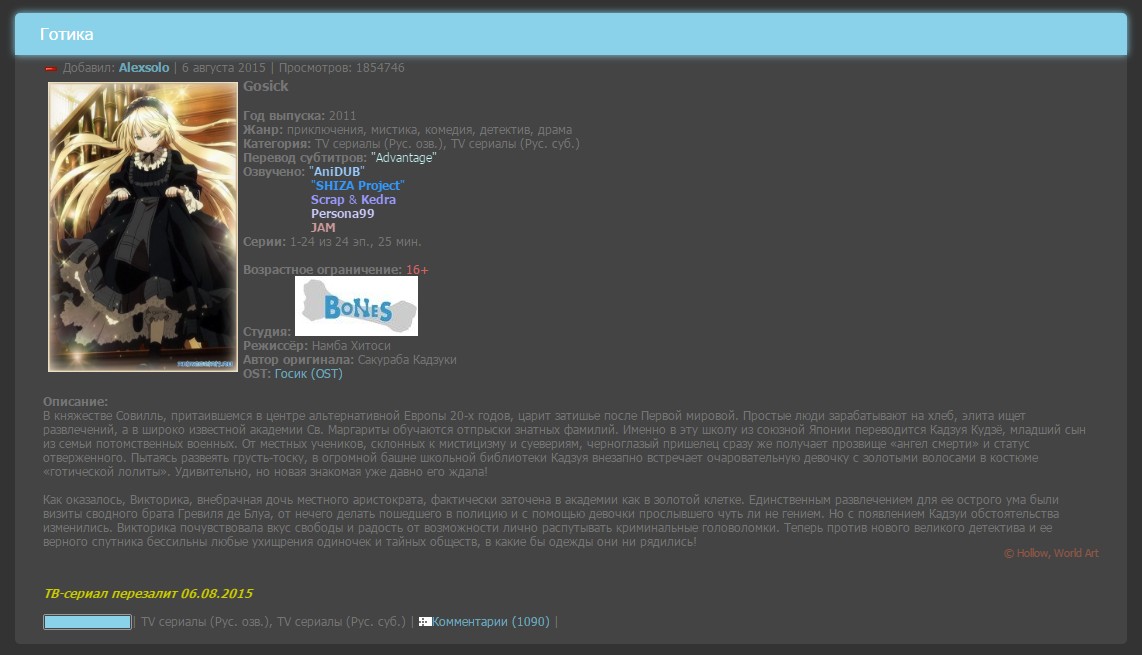 Готика
Добавил: Alexsolo | 6 августа 2015 | Просмотров: 1854746
Gosick
Год выпуска: 2011
Жанр: приключения, мистика, комедия, детектив, драма
Категория: TV сериалы (Рус. озв.), TV сериалы (Рус. суб.)
Перевод субтитров: "Advantage"
Озвучено: "AniDUB"
"SHIZA Project"
Scrap & Kedra
Persona99
JAM
Серии: 1-24 из 24 эп., 25 мин.
Возрастное ограничение: 16+
BONES
Студия:
Режиссёр: Намба Хитоси
Автор оригинала: Сакураба Кадзуки
OST: Госик (OST)
Описание:
В княжестве Совилль, притаившемся в центре альтернативной Европы 20-х годов, царит затишье после Первой мировой. Простые люди зарабатывают на хлеб, элита ищет
развлечений, а в широко известной академии Св. Маргариты обучаются отпрыски знатных фамилий. Именно в эту школу из союзной Японии переводится Кадзуя Кудзё, младший сын
из семьи потомственных военных. От местных учеников, склонных к мистицизму и суевериям, черноглазый пришелец сразу же получает прозвище «ангел смерти» и статус
отверженного. Пытаясь развеять грусть-тоску, в огромной башне школьной библиотеки Кадзуя внезапно встречает очаровательную девочку с золотыми волосами в костюме
«готической лолиты». Удивительно, но новая знакомая уже давно его ждала!
Как оказалось, Викторика, внебрачная дочь местного аристократа, фактически заточена в академии как в золотой клетке. Единственным развлечением для ее острого ума были
визиты сводного брата Гревиля де Блуа, от нечего делать пошедшего в полицию и с помощью девочки прослывшего чуть ли не гением. Но с появлением Кадзуи обстоятельства
изменились. Викторика почувствовала вкус свободы и радость от возможности лично распутывать криминальные головоломки. Теперь против нового великого детектива и ее
верного спутника бессильны любые ухищрения одиночек и тайных обществ, в какие бы одежды они ни рядились!
© Hollow, World Art
ТВ-сериал перезалит 06.08.2015
| TV сериалы (Рус. озв.), TV сериалы (Рус. суб.) | Комментарии (1090) |